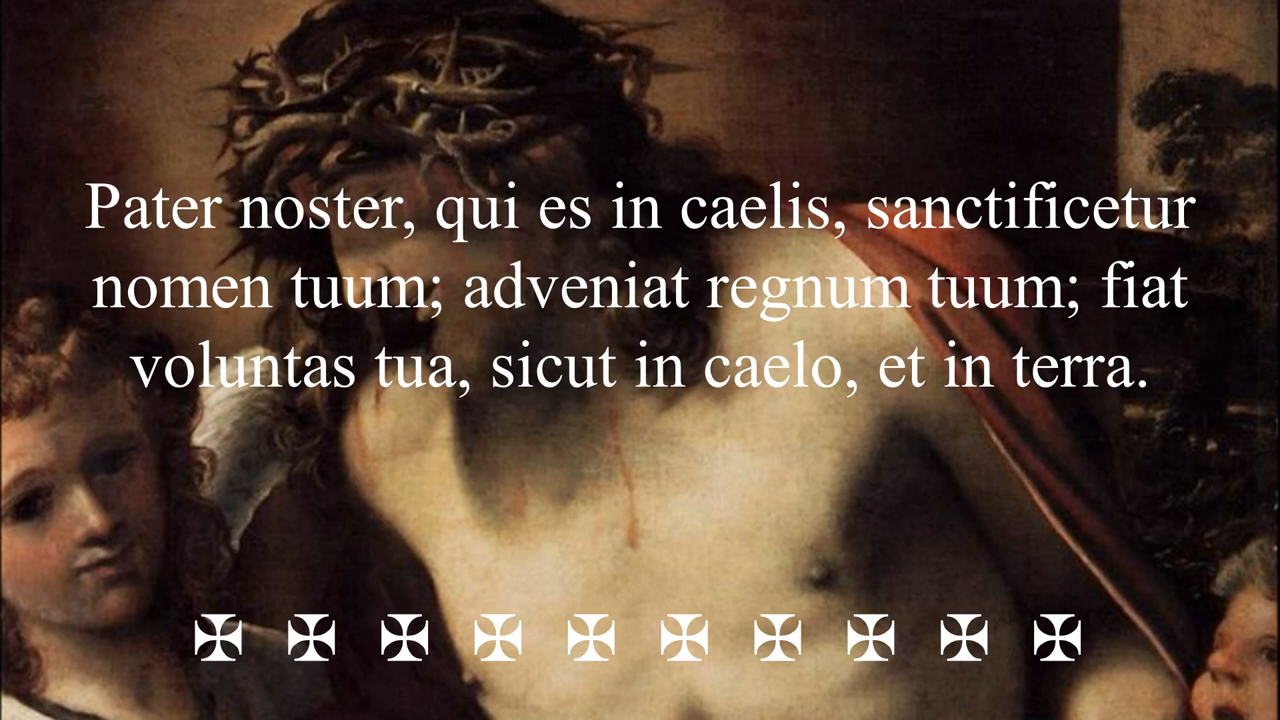 Pater noster, qui es in caelis, sanctificetur
nomen tuum; adveniat regnum tuum; fiat
voluntas tua, sicut in caelo, et in terra.
✠ ✠ ✠ ✠ ✠ ✠ ✠ ✠ ✠ ✠